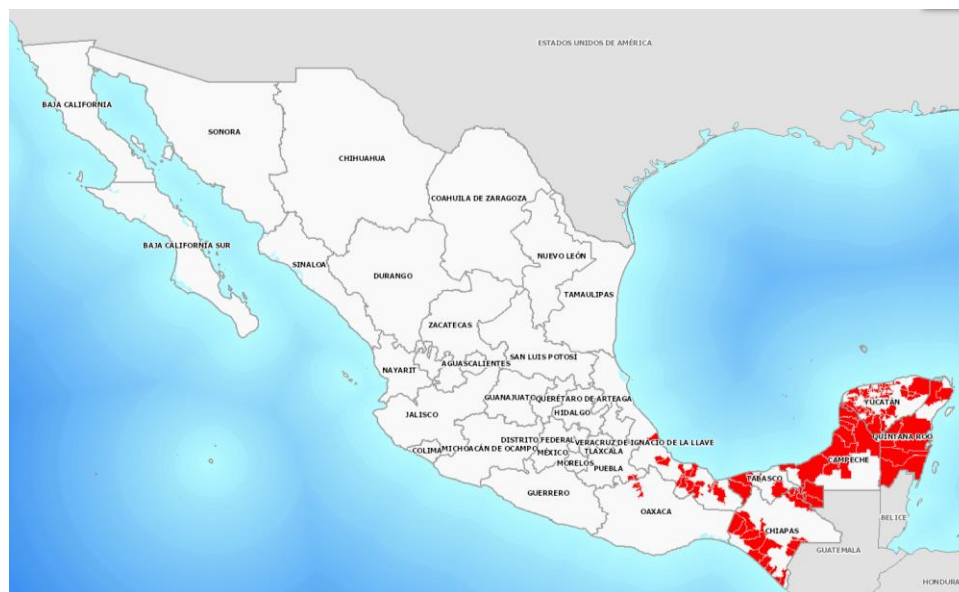 ESTADOS UNIDOS DE AMÉRICA
BAJA CALIFORNIA
SONORA
CHIHUAHUA
COAHUILA DE ZARAGOZA
BAJA CALIFORNIA SUR
SINALOA
DURANGO
NUEVO LEÓN
TAMAULIPAS
ZACATECAS
SAN LUIS POTOSÍ
NAYARIT
AGUASCALIENTES
GUANAJUATO
QUERÉTARO DE ARTEAGA
HIDALGO
JALISCO
COLIMA
MICHOACÁN DE OCAMPO
DISTRITO FEDERAL
MÉXICO
VERACRUZ DE IGNACIO DE LA LLAVE
TLAXCALA
MORELOS
PUEBLA
GUERRERO
OAXACA
TABASCO
CHIAPAS
CAMPECHE
YUCATÁN
QUINTANA ROO
BELICE
GUATEMALA
HONDURA